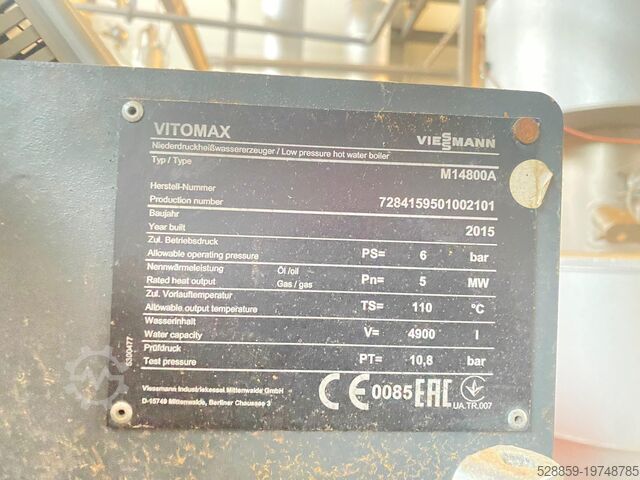 VITOMAX VIESSMANN
Niederdruckheißwassererzeuger / Low pressure hot water boiler
Typ / Type M14800A
Herstell-Nummer
Production number 7284159501002101
Baujahr
Year built 2015
Zul. Betriebsdruck
Allowable operating pressure PS= 6 bar
Nennwärmeleistung Öl /oil
Rated heat output Gas / gas Pn= 5 MW
Zul. Vorlauftemperatur
Allowable output temperature TS= 110 °C
Wasserinhalt
Water capacity V= 4900 l
Prüfdruck
Test pressure PT= 10,8 bar
Viessmann Industriekessel Mittenwalde GmbH
D-15749 Mittenwalde, Berliner Chaussee 3
CE 0085 EAC
UA.TR.007
5300477
528859-19748785